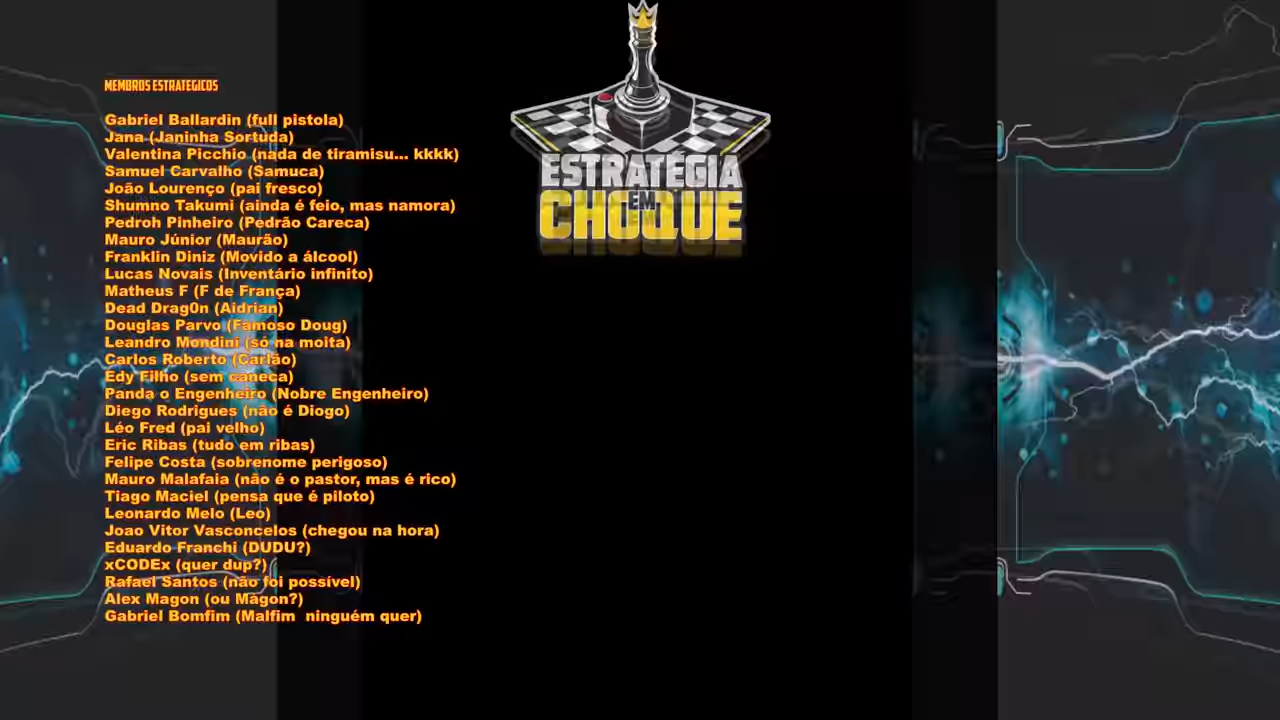 MEMBROS ESTRATEGICOS
Gabriel Ballardin (full pistola)
Jana (Janinha Sortuda)
Valentina Picchio (nada de tiramisu... kkkk)
Samuel Carvalho (Samuca)
João Lourenço (pai fresco)
Shumno Takumi (ainda é feio, mas namora)
Pedroh Pinheiro (Pedrão Careca)
Mauro Júnior (Maurão)
Franklin Diniz (Movido a álcool)
Lucas Novais (Inventário infinito)
Matheus F (F de França)
Dead Drag0n (Aidrian)
Douglas Parvo (Famoso Doug)
Leandro Mondini (só na moita)
Carlos Roberto (Carlão)
Edy Filho (sem caneca)
Panda o Engenheiro (Nobre Engenheiro)
Diego Rodrigues (não é Diogo)
Léo Fred (pai velho)
Eric Ribas (tudo em ribas)
Felipe Costa (sobrenome perigoso)
Mauro Malafaia (não é o pastor, mas é rico)
Tiago Maciel (pensa que é piloto)
Leonardo Melo (Leo)
Joao Vitor Vasconcelos (chegou na hora)
Eduardo Franchi (DUDU?)
xCODEx (quer dup?)
Rafael Santos (não foi possível)
Alex Magon (ou Mágon?)
Gabriel Bomfim (Malfim  ninguém quer)
ESTRATÉGIA
EM
CHOQUE